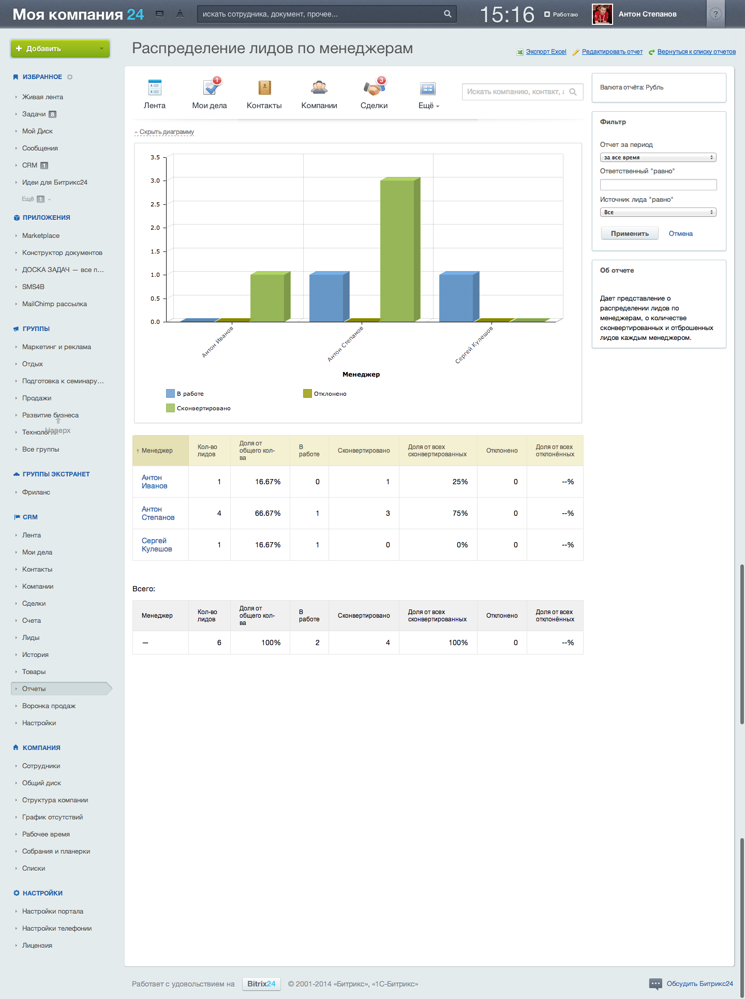 Моя компания 24
искать сотрудника, документ, прочее...
15:16
Работаю
Антон Степанов
?
Добавить
Распределение лидов по менеджерам
Экспорт Excel
Редактировать отчет
Вернуться к списку отчетов
ИЗБРАННОЕ
Живая лента
Задачи 8
Мой Диск
Сообщения
CRM 1
Идеи для Битрикс24
Ещё 1
ПРИЛОЖЕНИЯ
Marketplace
Конструктор документов
ДОСКА ЗАДАЧ — все п...
SMS4B
MailChimp рассылка
ГРУППЫ
Маркетинг и реклама
Отдых
Подготовка к семинару...
Продажи
Развитие бизнеса
Технологии
Наверх
Все группы
ГРУППЫ ЭКСТРАНЕТ
Фриланс
CRM
Лента
Мои дела
Контакты
Компании
Сделки
Счета
Лиды
История
Товары
Отчеты
Воронка продаж
Настройки
КОМПАНИЯ
Сотрудники
Общий диск
Структура компании
График отсутствий
Рабочее время
Собрания и планерки
Списки
НАСТРОЙКИ
Настройки портала
Настройки телефонии
Лицензия
Лента
1
Мои дела
Контакты
Компании
3
Сделки
Ещё
Искать компанию, контакт,
Скрыть диаграмму
3.5
3.0
2.5
2.0
1.5
1.0
0.5
0.0
Антон Иванов
Антон Степанов
Сергей Кулешов
Менеджер
В работе
Отклонено
Сконвертировано
↑ Менеджер
Кол-во
лидов
Доля от
общего кол-
ва
В
работе
Сконвертировано
Доля от всех
сконвертированных
Отклонено
Доля от всех
отклонённых
Антон
Иванов
1 16.67% 0 1 25% 0 --%
Антон
Степанов
4 66.67% 1 3 75% 0 --%
Сергей
Кулешов
1 16.67% 1 0 0% 0 --%
Всего:
Менеджер
Кол-во
лидов
Доля от
общего кол-
ва
В
работе
Сконвертировано
Доля от всех
сконвертированных
Отклонено
Доля от всех
отклонённых
— 6 100% 2 4 100% 0 --%
Валюта отчёта: Рубль
Фильтр
Отчет за период
за все время
Ответственный "равно"
Источник лида "равно"
Все
Применить
Отмена
Об отчете
Дает представление о
распределении лидов по
менеджерам, о количестве
сконвертированных и отброшенных
лидов каждым менеджером.
Работает с удовольствием на
Bitrix24
© 2001-2014 «Битрикс», «1С-Битрикс»
Обсудить Битрикс24